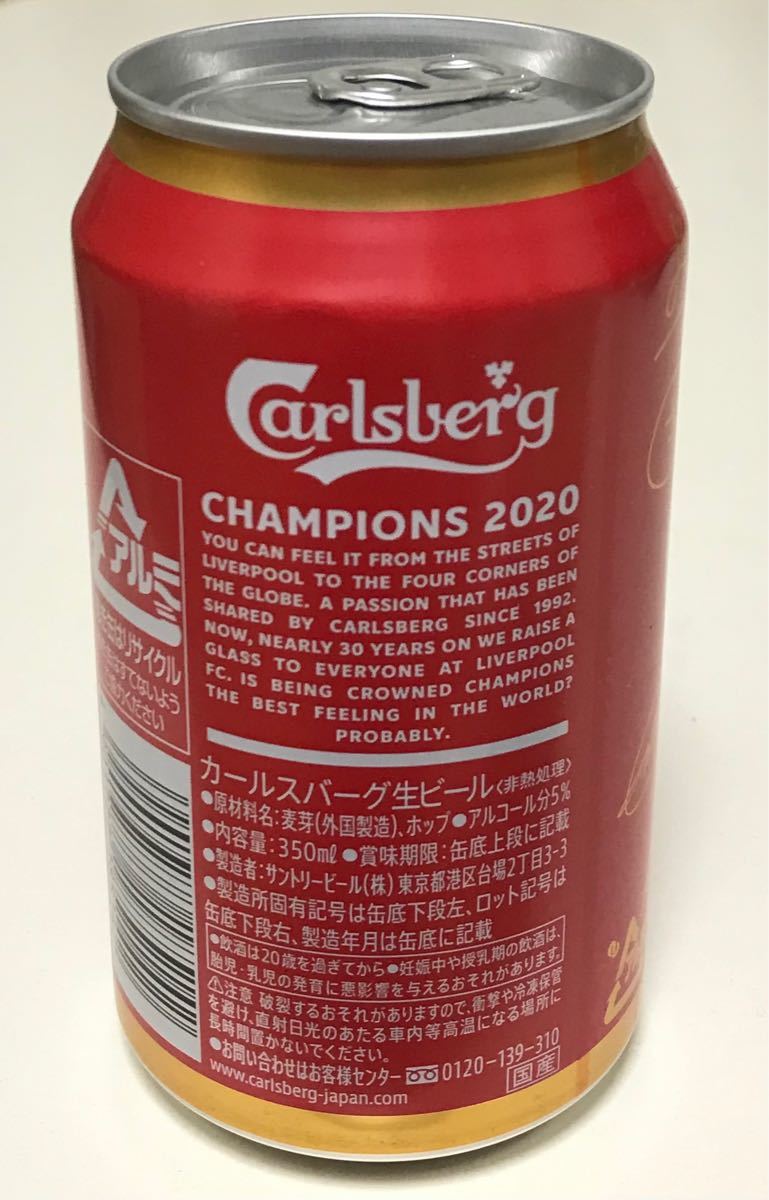 Carlsberg
CHAMPIONS 2020
YOU CAN FEEL IT FROM THE STREETS OF
LIVERPOOL TO THE FOUR CORNERS OF
THE GLOBE. A PASSION THAT HAS BEEN
SHARED BY CARLSBERG SINCE 1992.
NOW, NEARLY 30 YEARS ON WE RAISE A
GLASS TO EVERYONE AT LIVERPOOL
FC. IS BEING CROWNED CHAMPIONS
THE BEST FEELING IN THE WORLD?
PROBABLY.
アルミ
はリサイクル
すてないよう
ください
カールスバーグ生ビール〈非熱処理〉
●原材料名:麦芽(外国製造)、ホップ●アルコール分5%
●内容量:350ml●賞味期限:缶底上段に記載
●製造者:サントリービール(株) 東京都港区台場2丁目3-3
●製造所固有記号は缶底下段左、ロット記号は
缶底下段右、製造年月は缶底に記載
●飲酒は20歳を過ぎてから●妊娠中や授乳期の飲酒は、
胎児・乳児の発育に悪影響を与えるおそれがあります。
⚠注意 破裂するおそれがありますので、衝撃や冷凍保管
を避け、直射日光のあたる車内等高温になる場所に
長時間置かないでください。
●お問い合わせはお客様センター 0120-139-310
www.carlsberg-japan.com 国産